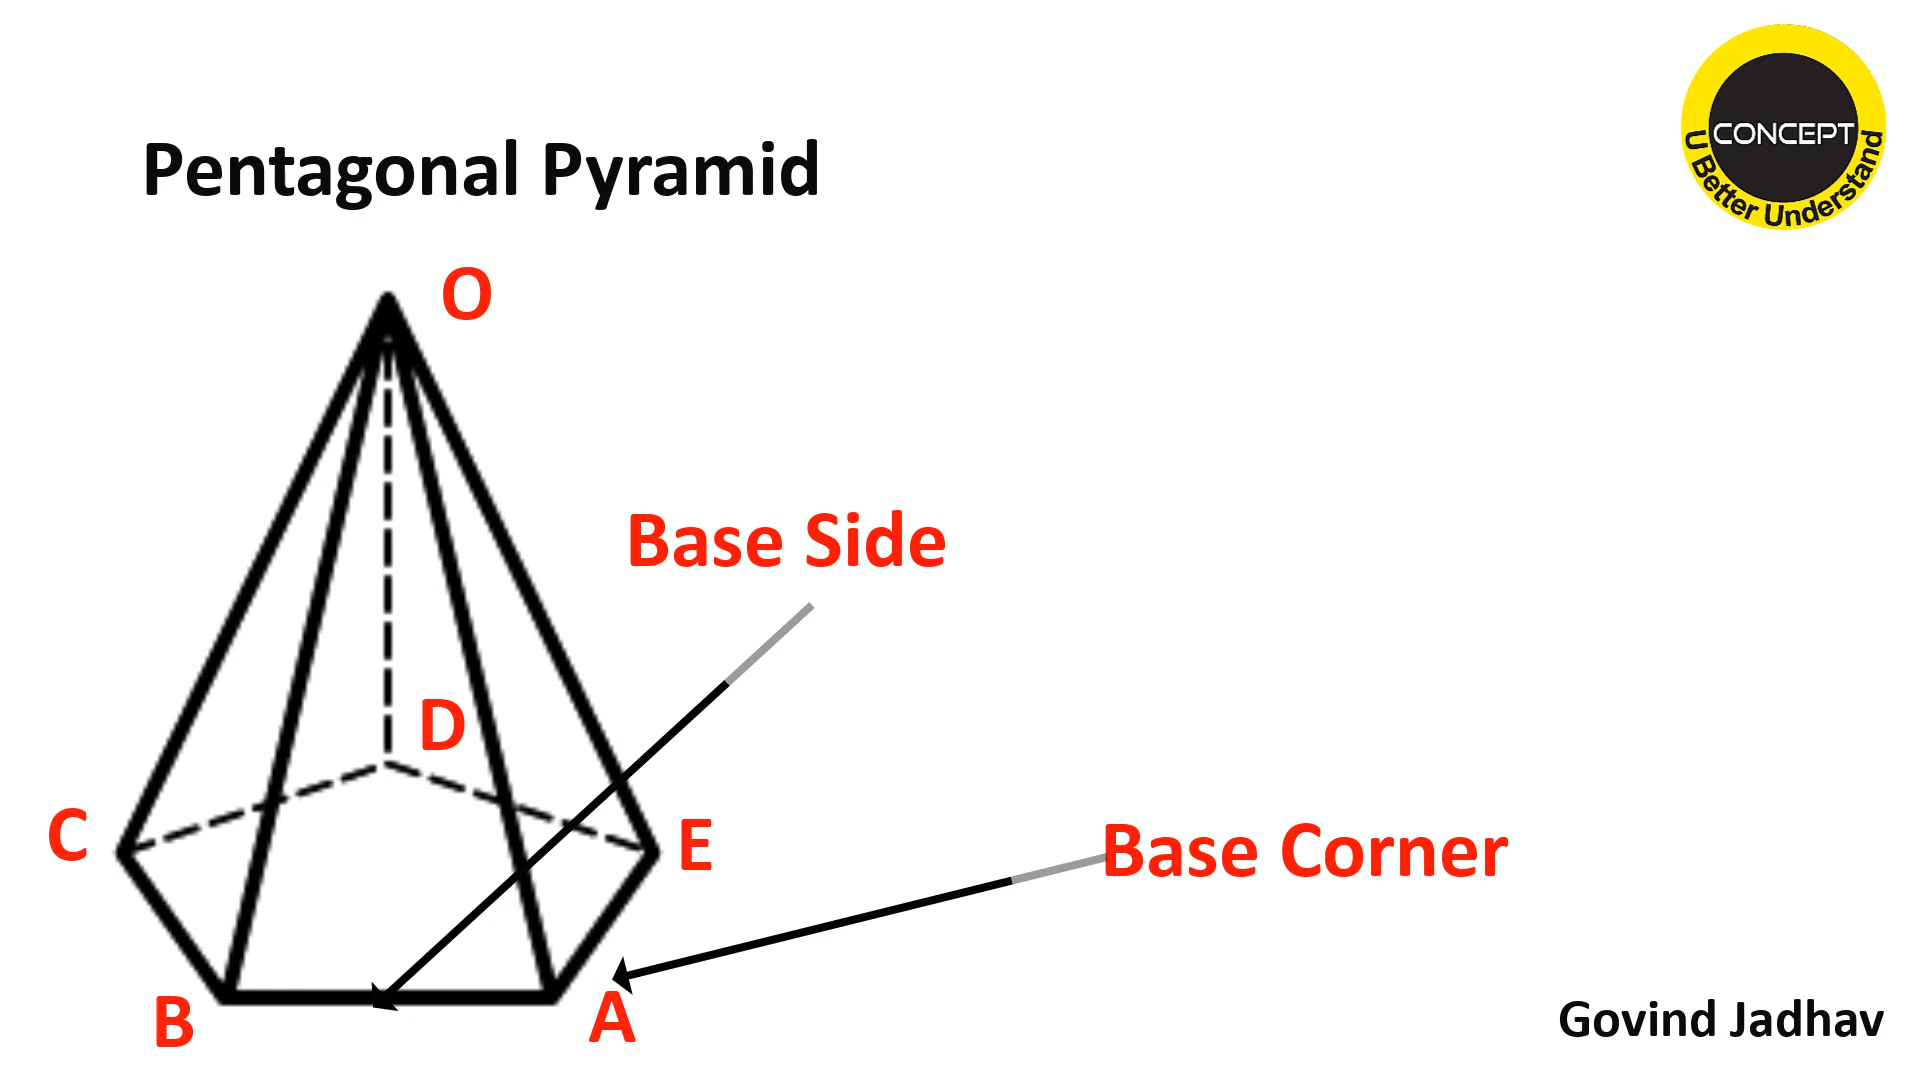 CONCEPT
U Better Understand
Pentagonal Pyramid
O
Base Side
D
C
E
Base Corner
B
A
Govind Jadhav